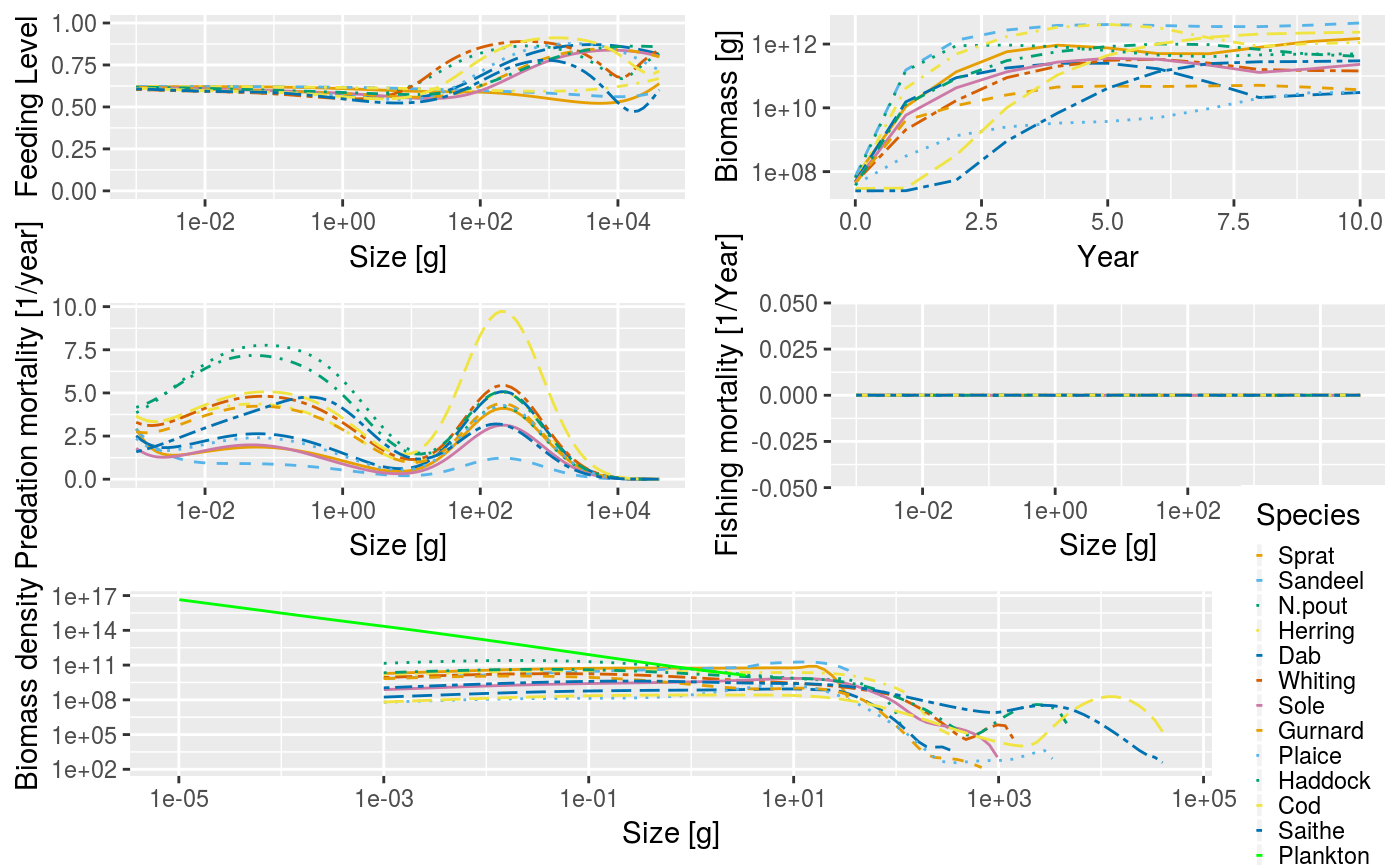 Feeding Level
1.00
0.75
0.50
0.25
0.00
1e-02 1e+00 1e+02 1e+04
Size [g]
Biomass [g]
1e+12
1e+10
1e+08
0.0 2.5 5.0 7.5 10.0
Year
Predation mortality [1/year]
10.0
7.5
5.0
2.5
0.0
1e-02 1e+00 1e+02 1e+04
Size [g]
Fishing mortality [1/Year]
0.050
0.025
0.000
-0.025
-0.050
1e-02 1e+00 1e+02
Size [g]
Biomass density
1e+17
1e+14
1e+11
1e+08
1e+05
1e+02
1e-05 1e-03 1e-01 1e+01 1e+03 1e+05
Size [g]
Species
Sprat
Sandeel
N.pout
Herring
Dab
Whiting
Sole
Gurnard
Plaice
Haddock
Cod
Saithe
Plankton